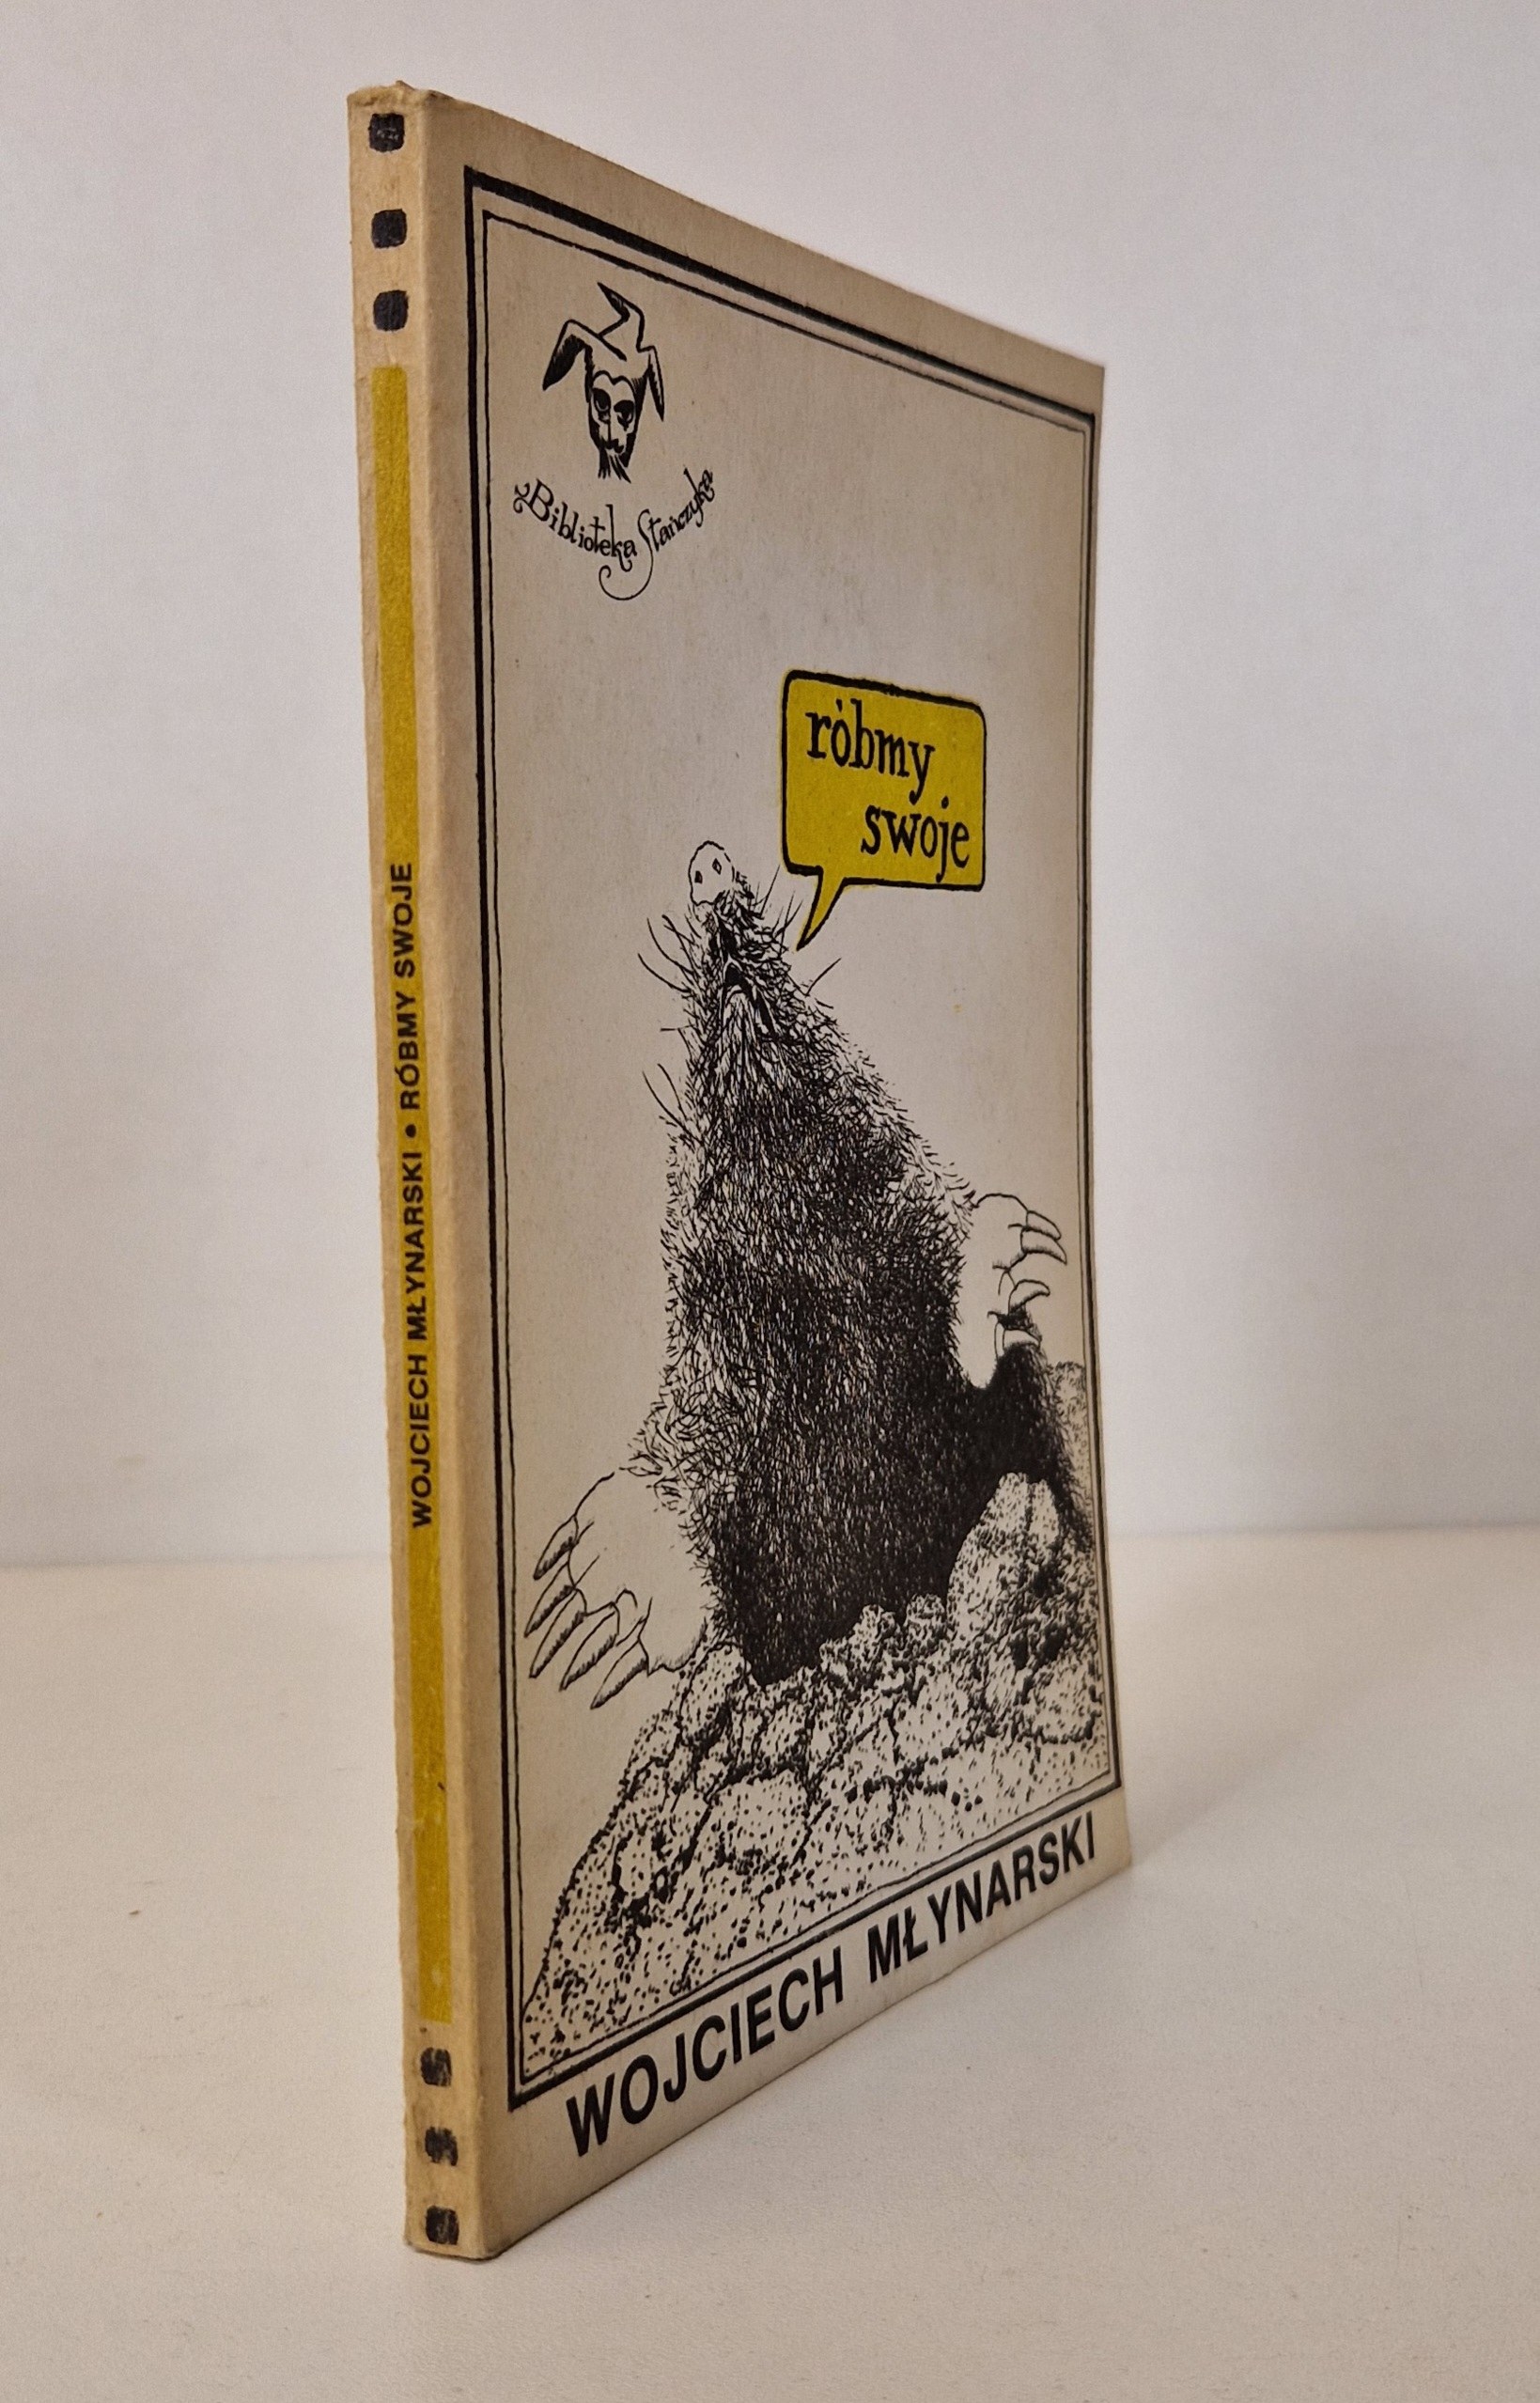 WOJCIECH MŁYNARSKI • RÓBMY SWOJE
Biblioteka Stańczyka
róbmy
swoje
WOJCIECH MŁYNARSKI